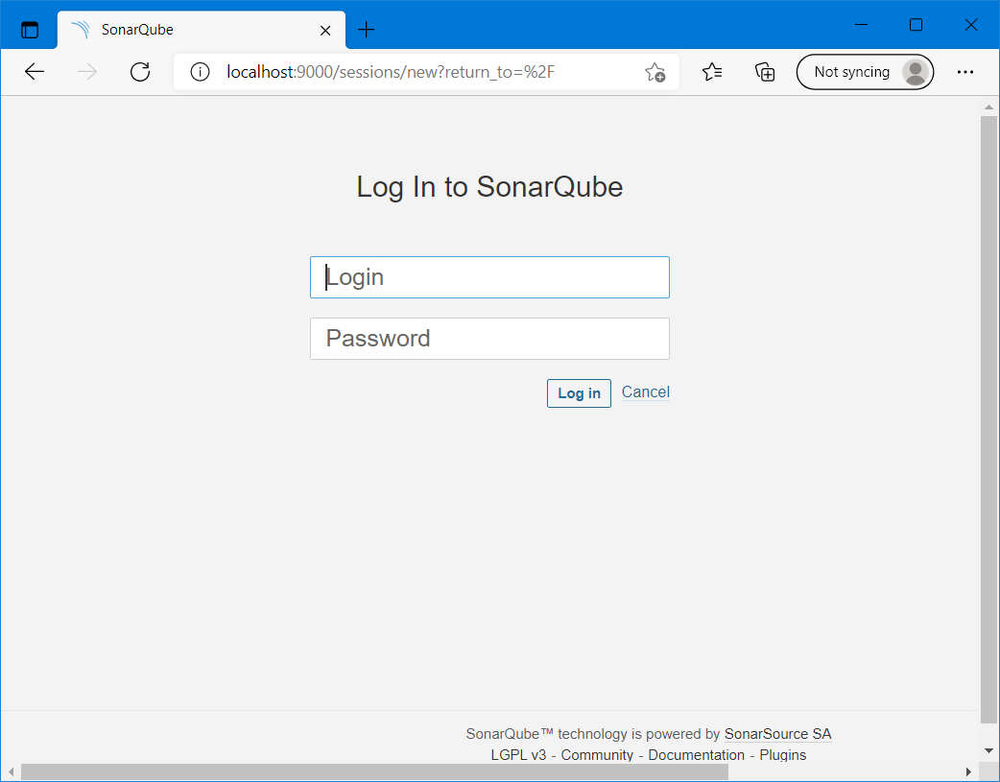 SonarQube
localhost:9000/sessions/new?return_to=%2F
Not syncing
Log In to SonarQube
Login
Password
Log in Cancel
SonarQube™ technology is powered by SonarSource SA
LGPL v3 - Community - Documentation - Plugins